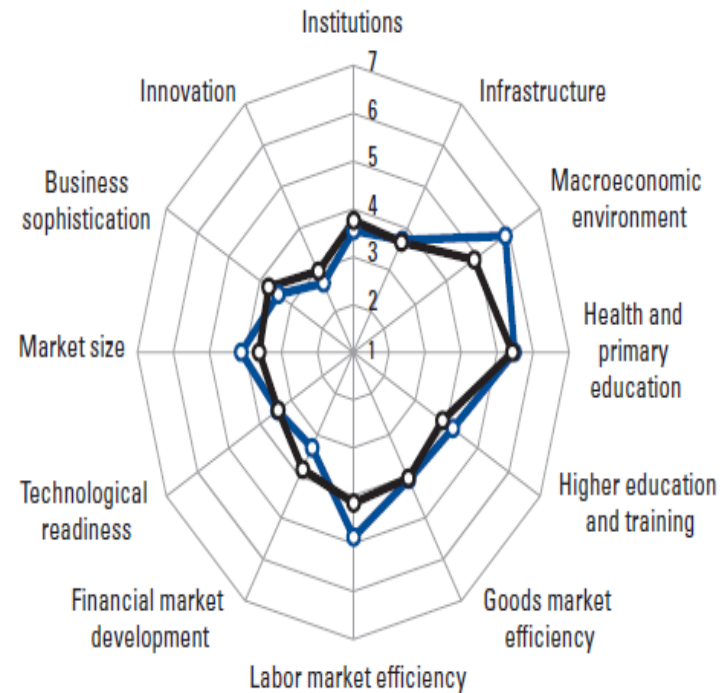 Institutions
7
Innovation
Infrastructure
6
5
Business
sophistication
Macroeconomic
environment
4
3
2
Market size
1
Health and
primary
education
Technological
readiness
Higher education
and training
Financial market
development
Goods market
efficiency
Labor market efficiency